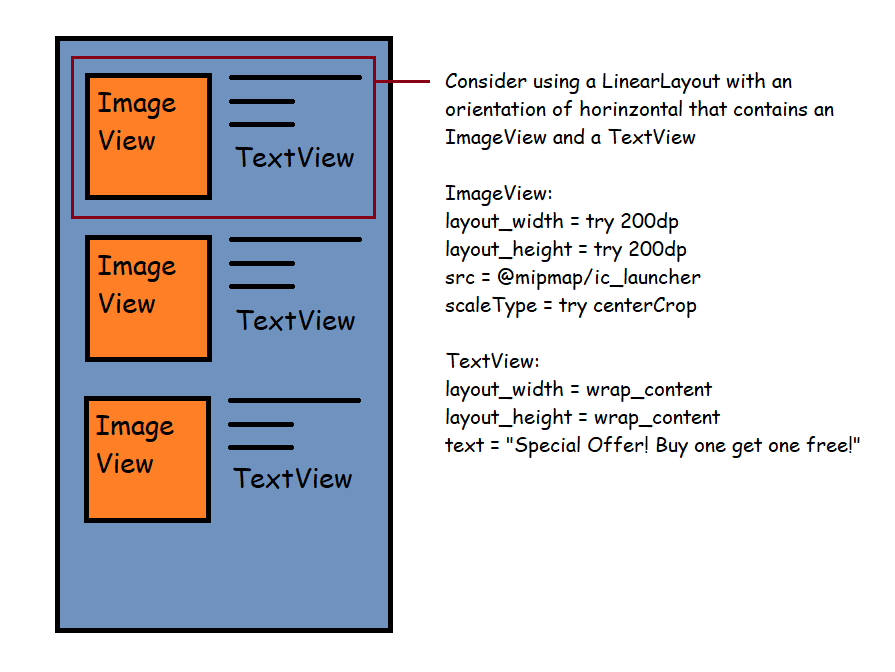 Image
View
TextView
Image
View
TextView
Image
View
TextView
Consider using a LinearLayout with an
orientation of horinzontal that contains an
ImageView and a TextView
ImageView:
layout_width = try 200dp
layout_height = try 200dp
src = @mipmap/ic_launcher
scaleType = try centerCrop
TextView:
layout_width = wrap_content
layout_height = wrap_content
text = "Special Offer! Buy one get one free!"